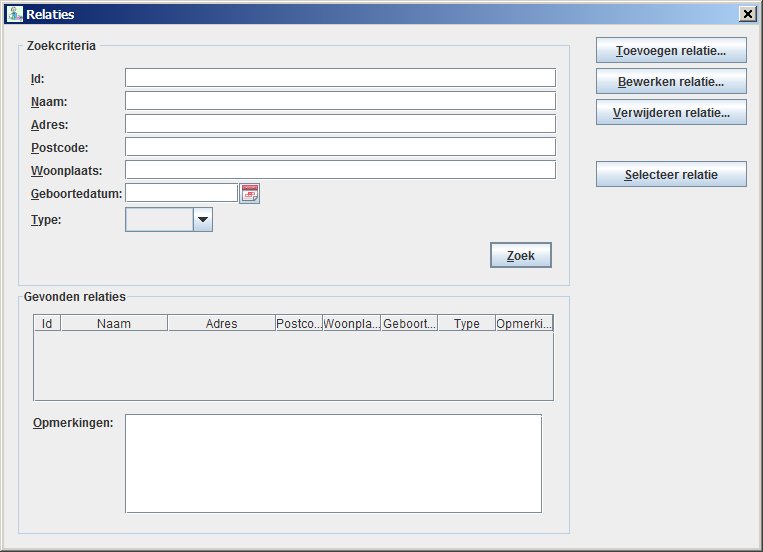 Relaties
Zoekcriteria
Id:
Naam:
Adres:
Postcode:
Woonplaats:
Geboortedatum:
Type:
Zoek
Toevoegen relatie...
Bewerken relatie...
Verwijderen relatie...
Selecteer relatie
Gevonden relaties
Id Naam Adres Postco... Woonpla... Geboort... Type Opmerki...
Opmerkingen: